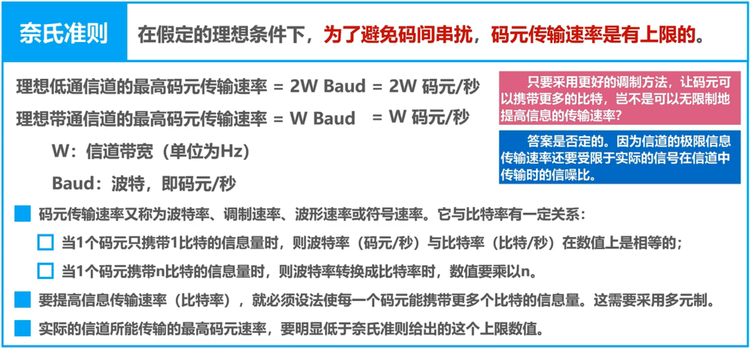 奈氏准则
在假定的理想条件下，为了避免码间串扰，码元传输速率是有上限的。
理想低通信道的最高码元传输速率 = 2W Baud = 2W 码元/秒
理想带通信道的最高码元传输速率 = W Baud = W 码元/秒
W：信道带宽（单位为Hz）
Baud：波特，即码元/秒
只要采用更好的调制方法，让码元可
以携带更多的比特，岂不是可以无限制地
提高信息的传输速率？
答案是否定的。因为信道的极限信息
传输速率还要受限于实际的信号在信道中
传输时的信噪比。
码元传输速率又称为波特率、调制速率、波形速率或符号速率。它与比特率有一定关系：
当1个码元只携带1比特的信息量时，则波特率（码元/秒）与比特率（比特/秒）在数值上是相等的；
当1个码元携带n比特的信息量时，则波特率转换成比特率时，数值要乘以n。
要提高信息传输速率（比特率），就必须设法使每一个码元能携带更多个比特的信息量。这需要采用多元制。
实际的信道所能传输的最高码元速率，要明显低于奈氏准则给出的这个上限数值。